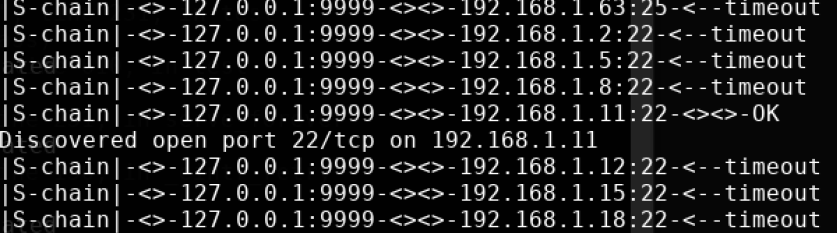 |S-chain|-<>-127.0.0.1:9999-<><>-192.168.1.63:25-<--timeout
|S-chain|-<>-127.0.0.1:9999-<><>-192.168.1.2:22-<--timeout
|S-chain|-<>-127.0.0.1:9999-<><>-192.168.1.5:22-<--timeout
|S-chain|-<>-127.0.0.1:9999-<><>-192.168.1.8:22-<--timeout
|S-chain|-<>-127.0.0.1:9999-<><>-192.168.1.11:22-<><>-OK
Discovered open port 22/tcp on 192.168.1.11
|S-chain|-<>-127.0.0.1:9999-<><>-192.168.1.12:22-<--timeout
|S-chain|-<>-127.0.0.1:9999-<><>-192.168.1.15:22-<--timeout
|S-chain|-<>-127.0.0.1:9999-<><>-192.168.1.18:22-<--timeout